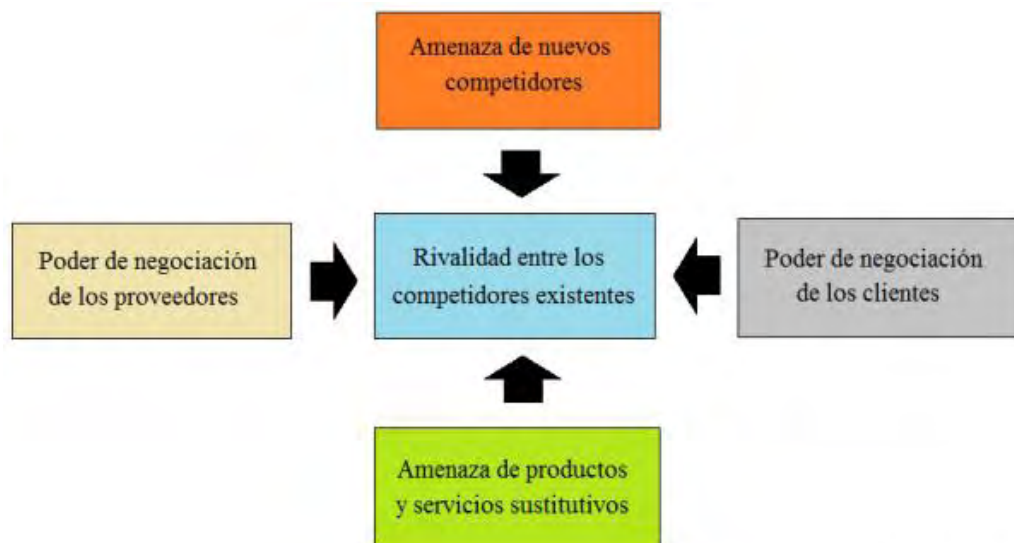 Amenaza de nuevos
competidores
Poder de negociación
de los proveedores
Rivalidad entre los
competidores existentes
Poder de negociación
de los clientes
Amenaza de productos
y servicios sustitutivos